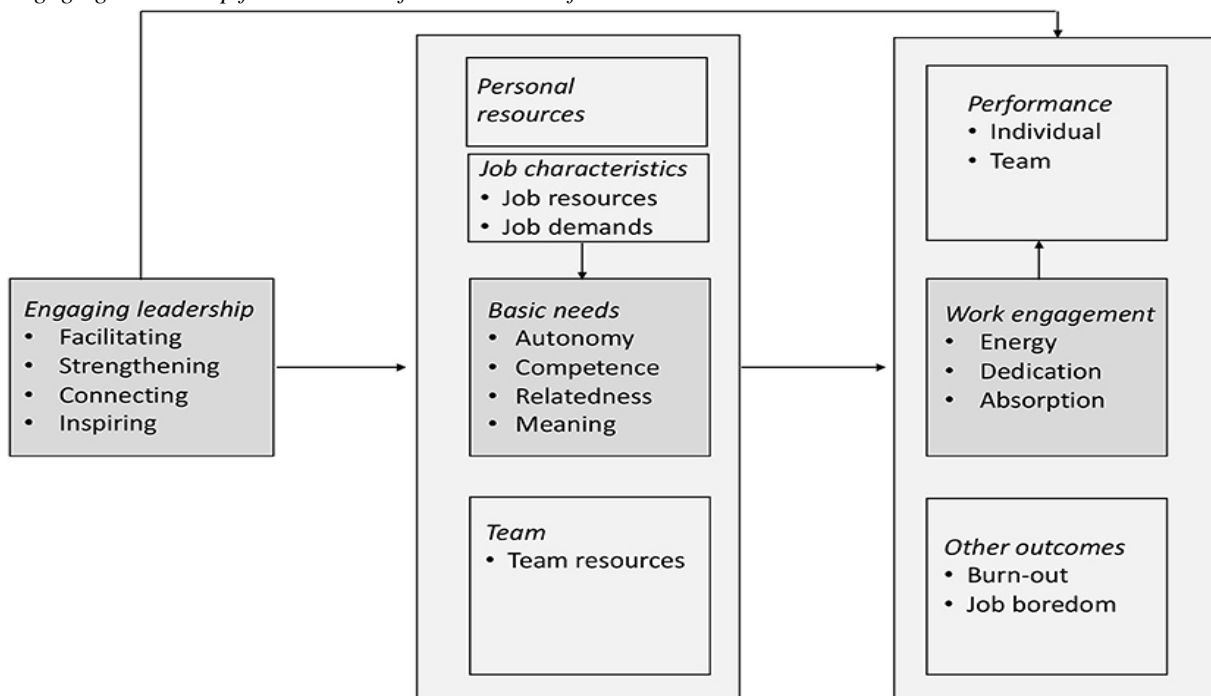 Personal
resources
Job characteristics
• Job resources
• Job demands
Engaging leadership
• Facilitating
• Strengthening
• Connecting
• Inspiring
Basic needs
• Autonomy
• Competence
• Relatedness
• Meaning
Team
• Team resources
Performance
• Individual
• Team
Work engagement
• Energy
• Dedication
• Absorption
Other outcomes
• Burn-out
• Job boredom